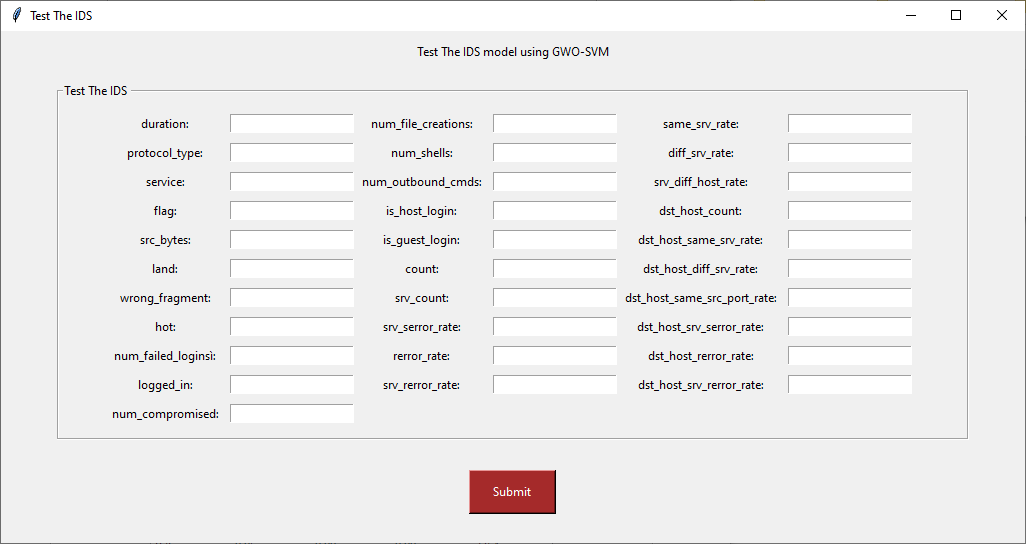 Test The IDS
Test The IDS model using GWO-SVM
Test The IDS
duration:
protocol_type:
service:
flag:
src_bytes:
land:
wrong_fragment:
hot:
num_failed_loginsì:
logged_in:
num_compromised:
num_file_creations:
num_shells:
num_outbound_cmds:
is_host_login:
is_guest_login:
count:
srv_count:
srv_serror_rate:
rerror_rate:
srv_rerror_rate:
same_srv_rate:
diff_srv_rate:
srv_diff_host_rate:
dst_host_count:
dst_host_same_srv_rate:
dst_host_diff_srv_rate:
dst_host_same_src_port_rate:
dst_host_srv_serror_rate:
dst_host_rerror_rate:
dst_host_srv_rerror_rate:
Submit